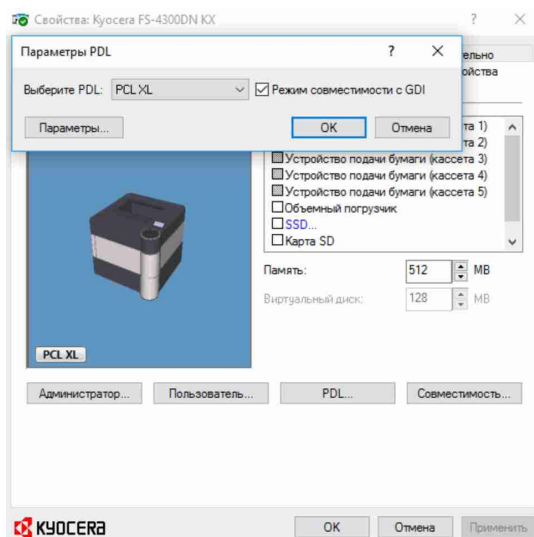 Свойства: Kyocera FS-4300DN KX
Параметры PDL
Выберите PDL: PCL XL Режим совместимости с GDI
Параметры... OK Отмена
ельно
ойства
та 1)
та 2)
Устройство подачи бумаги (кассета 3)
Устройство подачи бумаги (кассета 4)
Устройство подачи бумаги (кассета 5)
Объемный погрузчик
SSD...
Карта SD
Память: 512 MB
Виртуальный диск: 128 MB
PCL XL
Администратор... Пользователь... PDL... Совместимость...
KYOCERA OK Отмена Применить